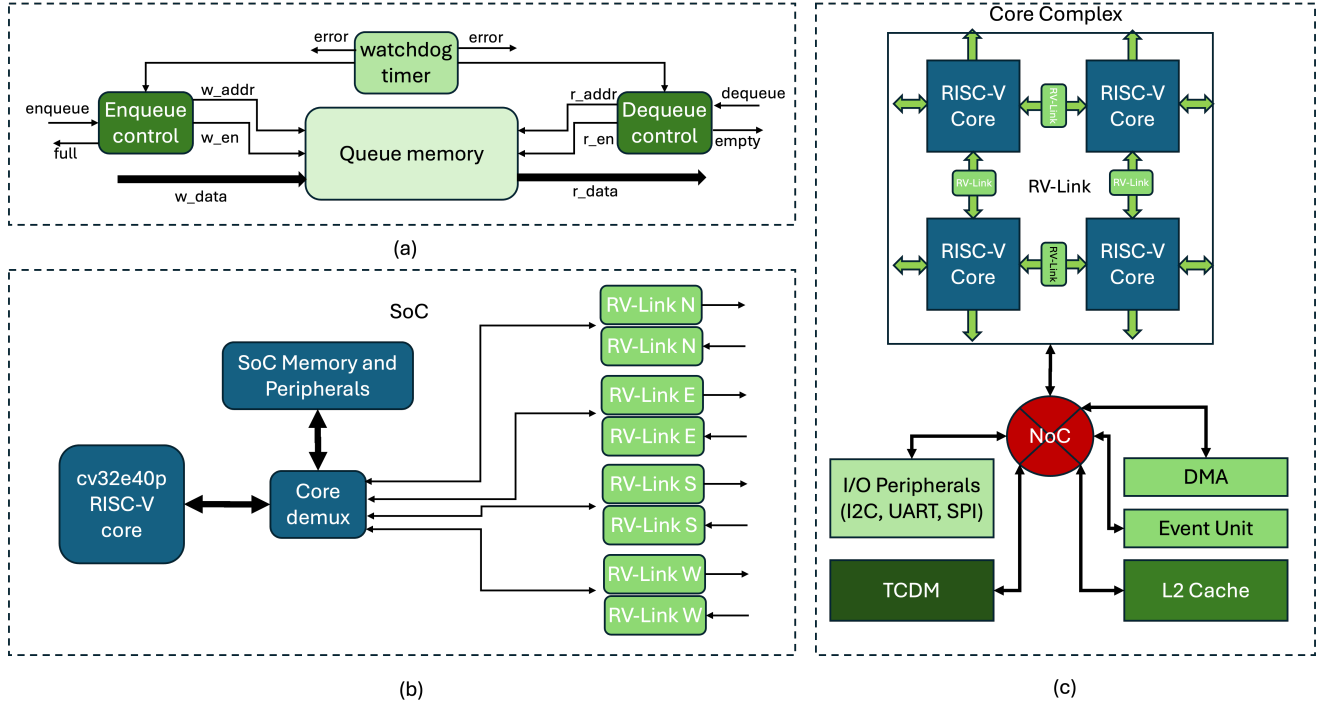 error
error
watchdog
timer
enqueue
full
Enqueue
control
w_addr
w_en
w_data
Queue memory
r_addr
r_en
r_data
Dequeue
control
dequeue
empty
(a)
SoC
SoC Memory and
Peripherals
cv32e40p
RISC-V
core
Core
demux
RV-Link N
RV-Link N
RV-Link E
RV-Link E
RV-Link S
RV-Link S
RV-Link W
RV-Link W
(b)
Core Complex
RISC-V
Core
RV-Link
RISC-V
Core
RV-Link
RV-Link
RV-Link
RISC-V
Core
RV-Link
RISC-V
Core
NoC
I/O Peripherals
(I2C, UART, SPI)
TCDM
DMA
Event Unit
L2 Cache
(c)